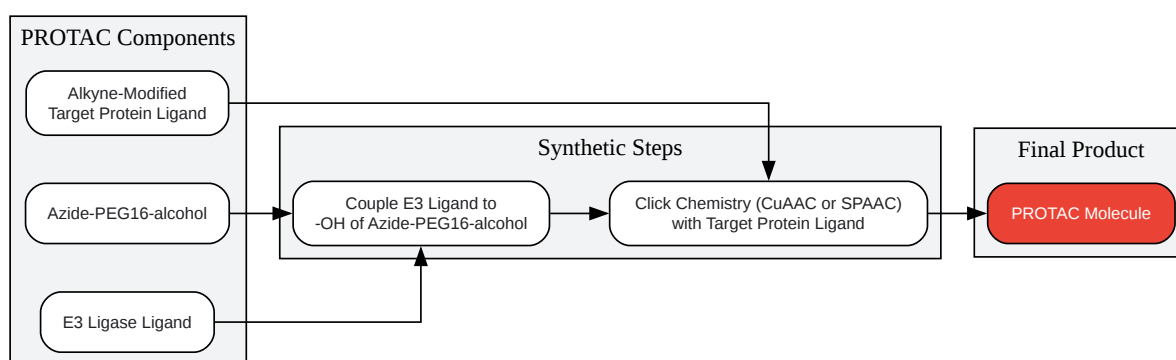 PROTAC Components
Alkyne-Modified
Target Protein Ligand
Azide-PEG16-alcohol
E3 Ligase Ligand
Synthetic Steps
Couple E3 Ligand to
-OH of Azide-PEG16-alcohol
Click Chemistry (CuAAC or SPAAC)
with Target Protein Ligand
Final Product
PROTAC Molecule